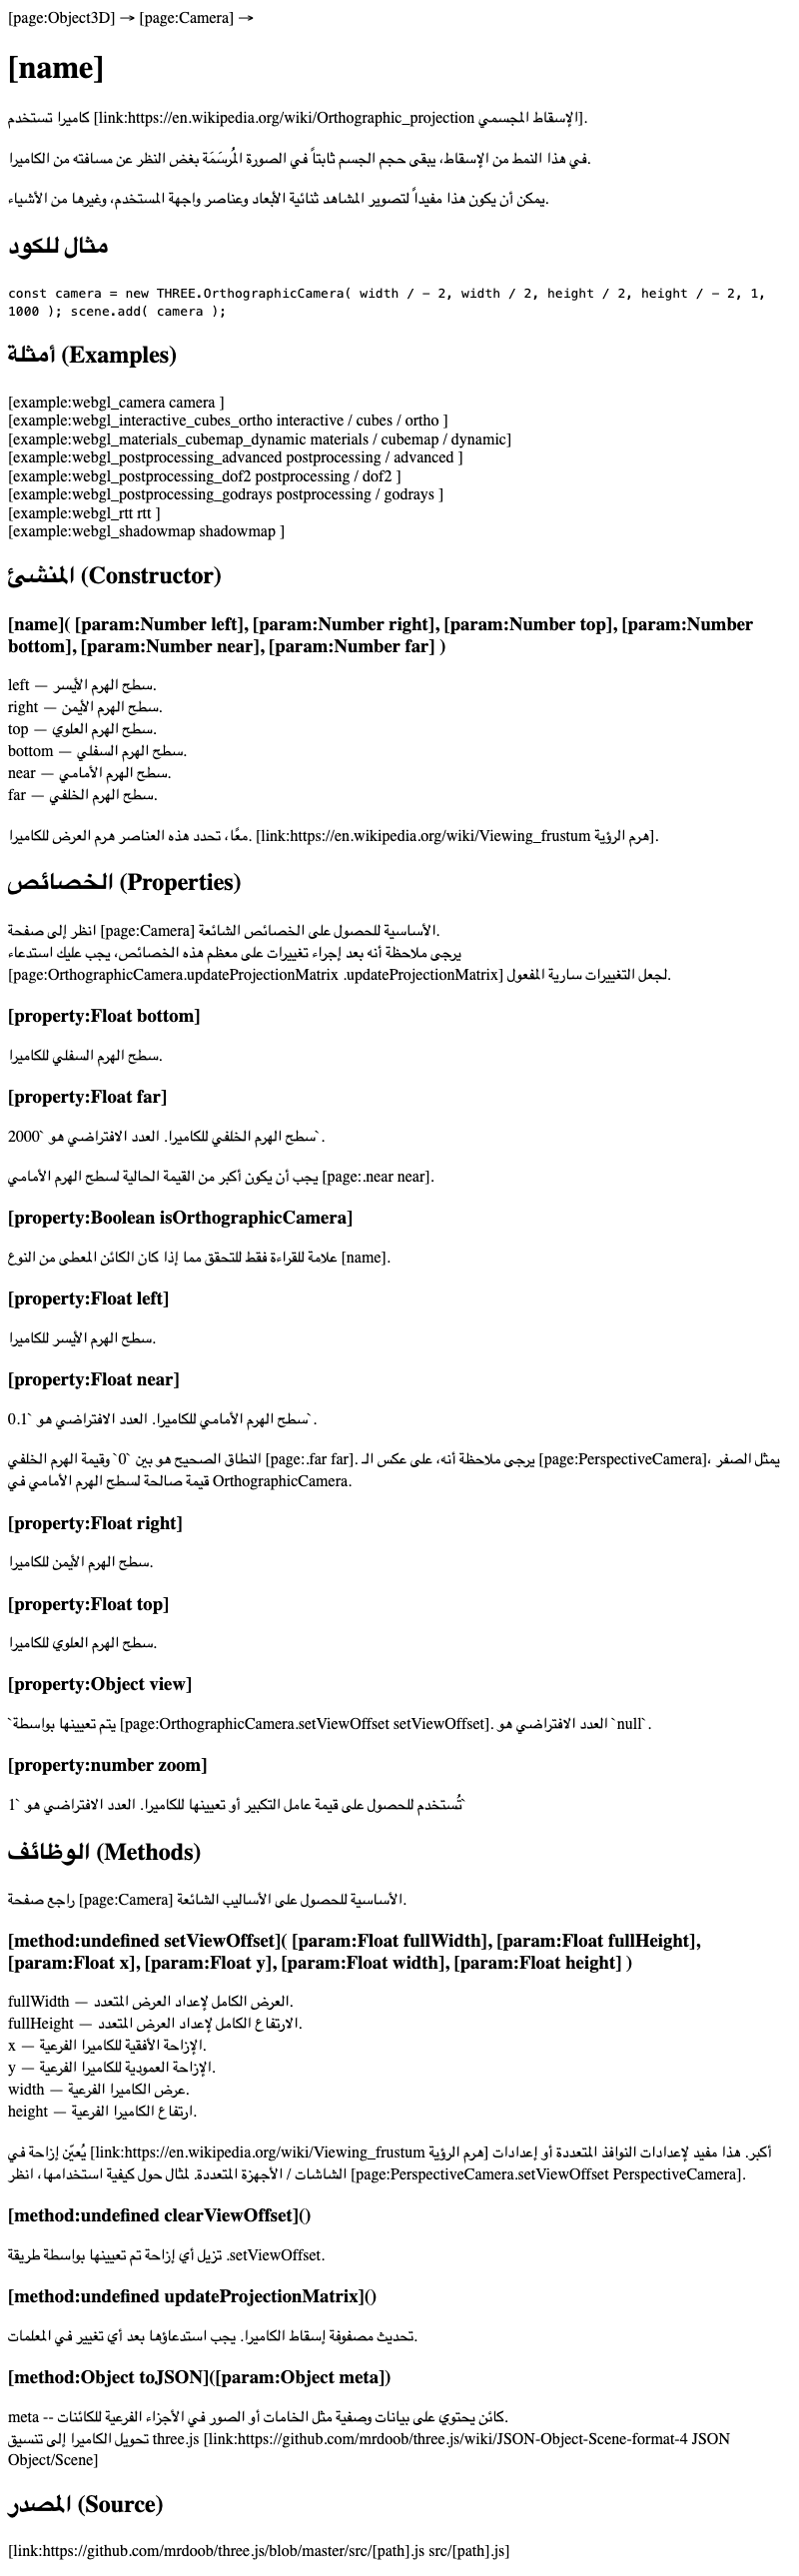 [page:Object3D] → [page:Camera] →
[name]
كاميرا تستخدم [link:https://en.wikipedia.org/wiki/Orthographic_projection الإسقاط المجسمي].
في هذا النمط من الإسقاط، يبقى حجم الجسم ثابتاً في الصورة المُرسَمَة بغض النظر عن مسافته من الكاميرا.
يمكن أن يكون هذا مفيداً لتصوير المشاهد ثنائية الأبعاد وعناصر واجهة المستخدم، وغيرها من الأشياء.
مثال للكود
const camera = new THREE.OrthographicCamera( width / - 2, width / 2, height / 2, height / - 2, 1,
1000 ); scene.add( camera );
أمثلة (Examples)
[example:webgl_camera camera ]
[example:webgl_interactive_cubes_ortho interactive / cubes / ortho ]
[example:webgl_materials_cubemap_dynamic materials / cubemap / dynamic]
[example:webgl_postprocessing_advanced postprocessing / advanced ]
[example:webgl_postprocessing_dof2 postprocessing / dof2 ]
[example:webgl_postprocessing_godrays postprocessing / godrays ]
[example:webgl_rtt rtt ]
[example:webgl_shadowmap shadowmap ]
المنشئ (Constructor)
[name]( [param:Number left], [param:Number right], [param:Number top], [param:Number
bottom], [param:Number near], [param:Number far] )
left — سطح الهرم الأيسر.
right — سطح الهرم الأيمن.
top — سطح الهرم العلوي.
bottom — سطح الهرم السفلي.
near — سطح الهرم الأمامي.
far — سطح الهرم الخلفي.
معًا، تحدد هذه العناصر هرم العرض للكاميرا. [link:https://en.wikipedia.org/wiki/Viewing_frustum هرم الرؤية].
الخصائص (Properties)
انظر إلى صفحة [page:Camera] الأساسية للحصول على الخصائص الشائعة.
يرجى ملاحظة أنه بعد إجراء تغييرات على معظم هذه الخصائص، يجب عليك استدعاء
[page:OrthographicCamera.updateProjectionMatrix .updateProjectionMatrix] لجعل التغييرات سارية المفعول.
[property:Float bottom]
سطح الهرم السفلي للكاميرا.
[property:Float far]
سطح الهرم الخلفي للكاميرا. العدد الافتراضي هو `2000`.
يجب أن يكون أكبر من القيمة الحالية لسطح الهرم الأمامي [page:.near near].
[property:Boolean isOrthographicCamera]
علامة للقراءة فقط للتحقق مما إذا كان الكائن المعطى من النوع [name].
[property:Float left]
سطح الهرم الأيسر للكاميرا.
[property:Float near]
سطح الهرم الأمامي للكاميرا. العدد الافتراضي هو `0.1`.
النطاق الصحيح هو بين `0` وقيمة الهرم الخلفي [page:.far far]. يرجى ملاحظة أنه، على عكس الـ [page:PerspectiveCamera]، يمثل الصفر
قيمة صالحة لسطح الهرم الأمامي في OrthographicCamera.
[property:Float right]
سطح الهرم الأيمن للكاميرا.
[property:Float top]
سطح الهرم العلوي للكاميرا.
[property:Object view]
`يتم تعيينها بواسطة [page:OrthographicCamera.setViewOffset setViewOffset]. العدد الافتراضي هو `null`.
[property:number zoom]
تُستخدم للحصول على قيمة عامل التكبير أو تعيينها للكاميرا. العدد الافتراضي هو `1`
الوظائف (Methods)
راجع صفحة [page:Camera] الأساسية للحصول على الأساليب الشائعة.
[method:undefined setViewOffset]( [param:Float fullWidth], [param:Float fullHeight],
[param:Float x], [param:Float y], [param:Float width], [param:Float height] )
fullWidth — العرض الكامل لإعداد العرض المتعدد.
fullHeight — الارتفاع الكامل لإعداد العرض المتعدد.
x — الإزاحة الأفقية للكاميرا الفرعية.
y — الإزاحة العمودية للكاميرا الفرعية.
width — عرض الكاميرا الفرعية.
height — ارتفاع الكاميرا الفرعية.
يُعيّن إزاحة في [link:https://en.wikipedia.org/wiki/Viewing_frustum هرم الرؤية] أكبر. هذا مفيد لإعدادات النوافذ المتعددة أو إعدادات
الشاشات / الأجهزة المتعددة. لمثال حول كيفية استخدامها، انظر [page:PerspectiveCamera.setViewOffset PerspectiveCamera].
[method:undefined clearViewOffset]()
تزيل أي إزاحة تم تعيينها بواسطة طريقة .setViewOffset.
[method:undefined updateProjectionMatrix]()
تحديث مصفوفة إسقاط الكاميرا. يجب استدعاؤها بعد أي تغيير في المعلمات.
[method:Object toJSON]([param:Object meta])
meta -- كائن يحتوي على بيانات وصفية مثل الخامات أو الصور في الأجزاء الفرعية للكائنات.
تحويل الكاميرا إلى تنسيق three.js [link:https://github.com/mrdoob/three.js/wiki/JSON-Object-Scene-format-4 JSON
Object/Scene]
المصدر (Source)
[link:https://github.com/mrdoob/three.js/blob/master/src/[path].js src/[path].js]